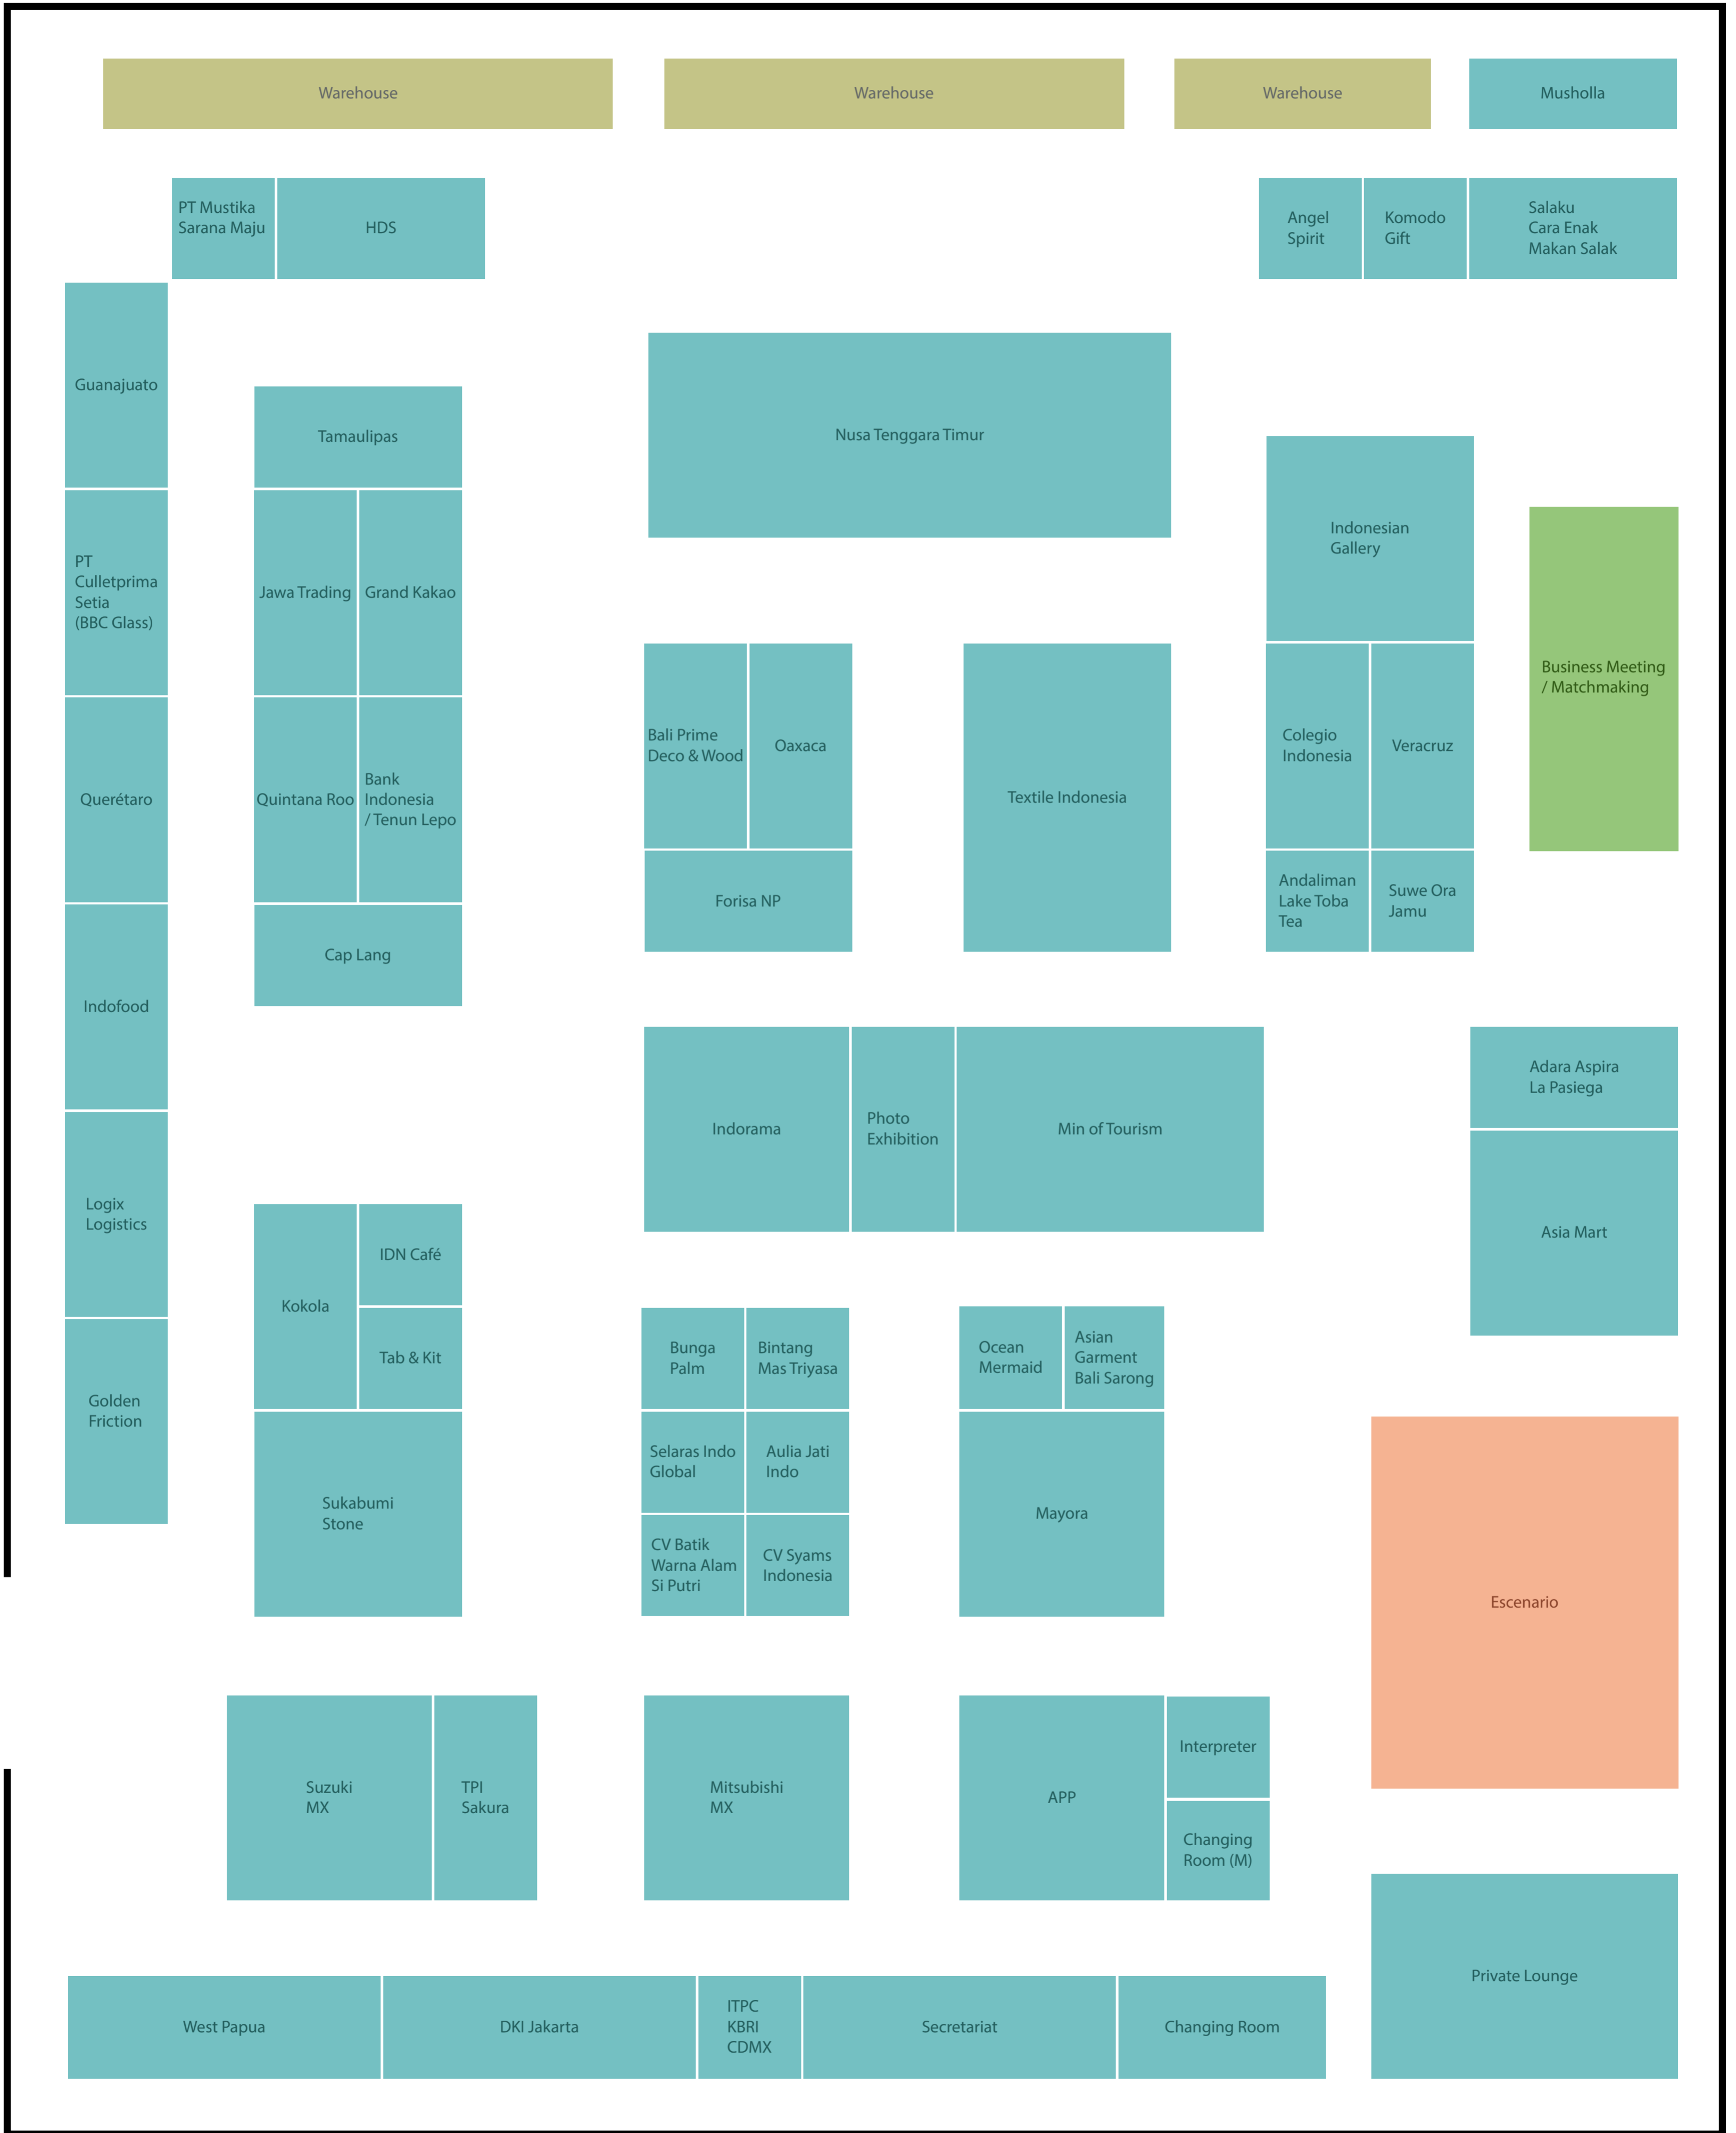 Warehouse
Warehouse
Warehouse
Musholla
PT Mustika
Sarana Maju
HDS
Angel
Spirit
Komodo
Gift
Salaku
Cara Enak
Makan Salak
Guanajuato
Tamaulipas
Nusa Tenggara Timur
Indonesian
Gallery
PT
Culletprima
Setia
(BBC Glass)
Jawa Trading
Grand Kakao
Business Meeting
/ Matchmaking
Querétaro
Quintana Roo
Bank
Indonesia
/ Tenun Lepo
Bali Prime
Deco & Wood
Oaxaca
Textile Indonesia
Colegio
Indonesia
Veracruz
Forisa NP
Andaliman
Lake Toba
Tea
Suwe Ora
Jamu
Cap Lang
Indofood
Indorama
Photo
Exhibition
Min of Tourism
Adara Aspira
La Pasiega
Asia Mart
Logix
Logistics
Kokola
IDN Café
Tab & Kit
Bunga
Palm
Bintang
Mas Triyasa
Ocean
Mermaid
Asian
Garment
Bali Sarong
Golden
Friction
Sukabumi
Stone
Selaras Indo
Global
Aulia Jati
Indo
Mayora
CV Batik
Warna Alam
Si Putri
CV Syams
Indonesia
Escenario
Suzuki
MX
TPI
Sakura
Mitsubishi
MX
APP
Interpreter
Changing
Room (M)
Private Lounge
West Papua
DKI Jakarta
ITPC
KBRI
CDMX
Secretariat
Changing Room